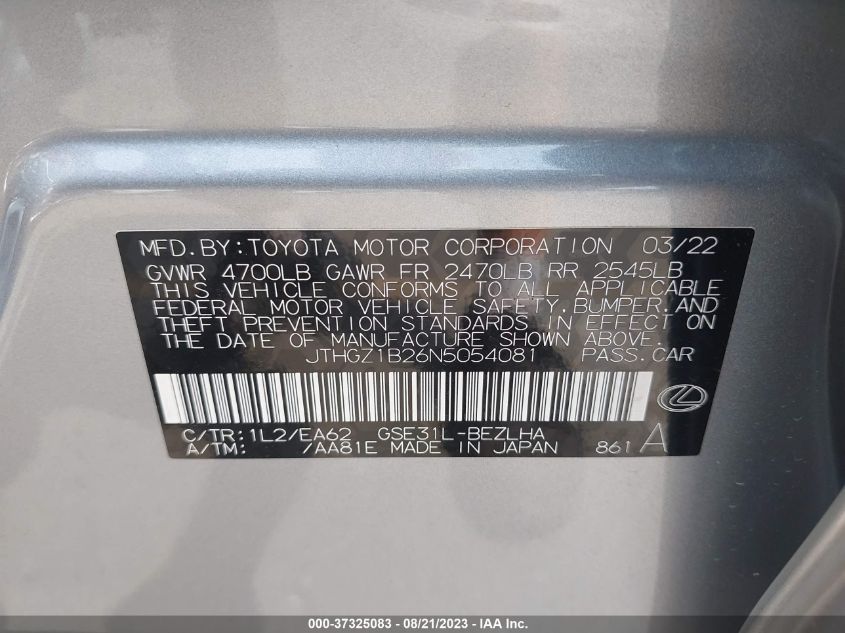 MFD. BY: TOYOTA MOTOR CORPORATION 03/22
GVWR 4700LB GAWR FR 2470LB RR 2545LB
THIS VEHICLE CONFORMS TO ALL APPLICABLE
FEDERAL MOTOR VEHICLE SAFETY, BUMPER, AND
THEFT PREVENTION STANDARDS IN EFFECT ON
THE DATE OF MANUFACTURE SHOWN ABOVE.
JTHGZ1B26N5054081 PASS. CAR
C/TR: 1L2/EA62 GSE31L-BEZLHA
A/TM: /AA81E MADE IN JAPAN 861 A
000-37325083 - 08/21/2023 - IAA Inc.